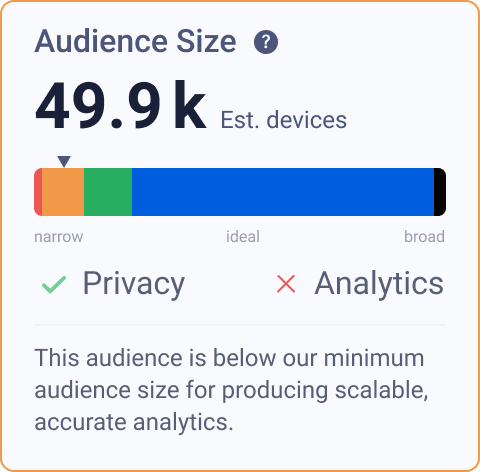 Audience Size ?
49.9k Est. devices
narrow ideal broad
Privacy Analytics
This audience is below our minimum
audience size for producing scalable,
accurate analytics.